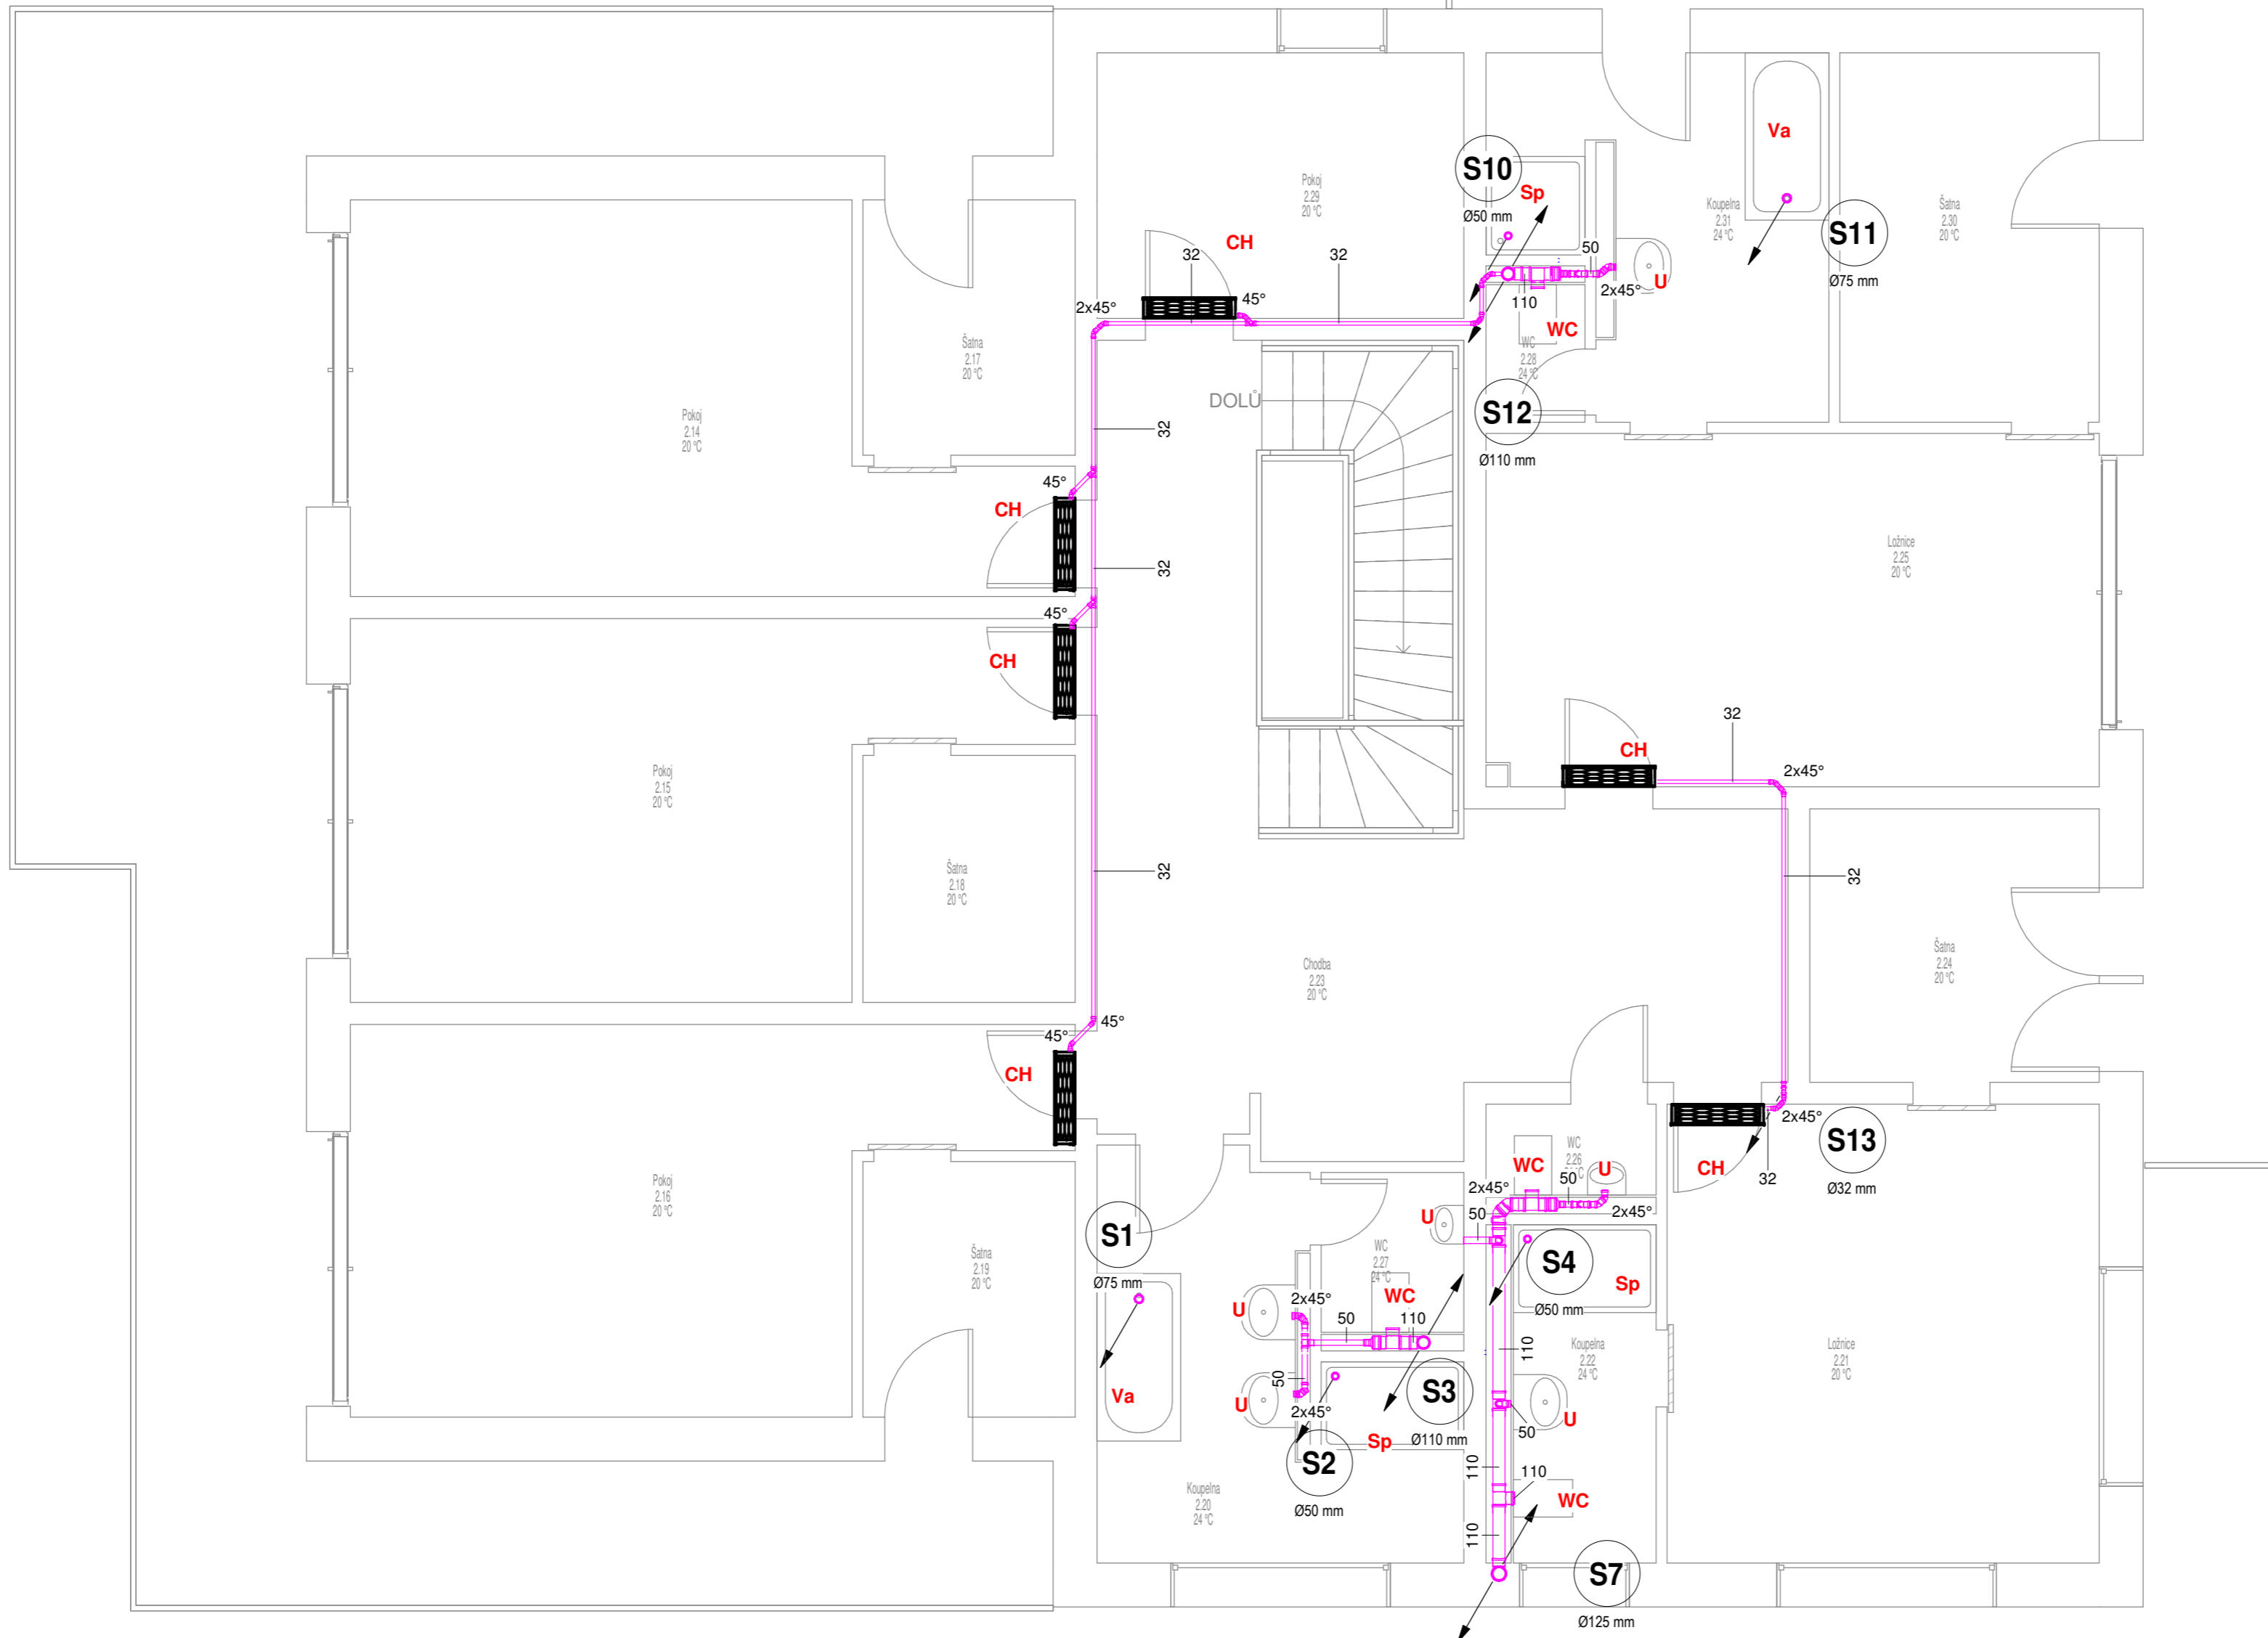 Va
S10
Sp
Ø50 mm
Pokoj
2.29
20 °C
Koupelna
2.31
24 °C
Šatna
2.30
20 °C
S11
Ø75 mm
CH
32
32
50
U
2x45°
45°
110
2x45°
WC
WC
2.28
24 °C
Šatna
2.17
20 °C
DOLŮ
S12
Ø110 mm
Pokoj
2.14
20 °C
32
45°
CH
Ložnice
2.25
20 °C
32
45°
CH
32
CH
2x45°
Pokoj
2.15
20 °C
Šatna
2.18
20 °C
32
32
Chodba
2.23
20 °C
Šatna
2.24
20 °C
45°
45°
CH
2x45°
S13
Ø32 mm
CH
32
WC
2.26
WC
U
50
2x45°
2x45°
50
U
Pokoj
2.16
20 °C
Šatna
2.19
20 °C
S1
Ø75 mm
WC
2.27
24 °C
WC
S4
Sp
Ø50 mm
U
2x45°
50
110
110
Koupelna
2.22
24 °C
Ložnice
2.21
20 °C
Va
50
U
2x45°
S3
Ø110 mm
Sp
U
50
S2
Ø50 mm
110
110
WC
Koupelna
2.20
24 °C
110
S7
Ø125 mm